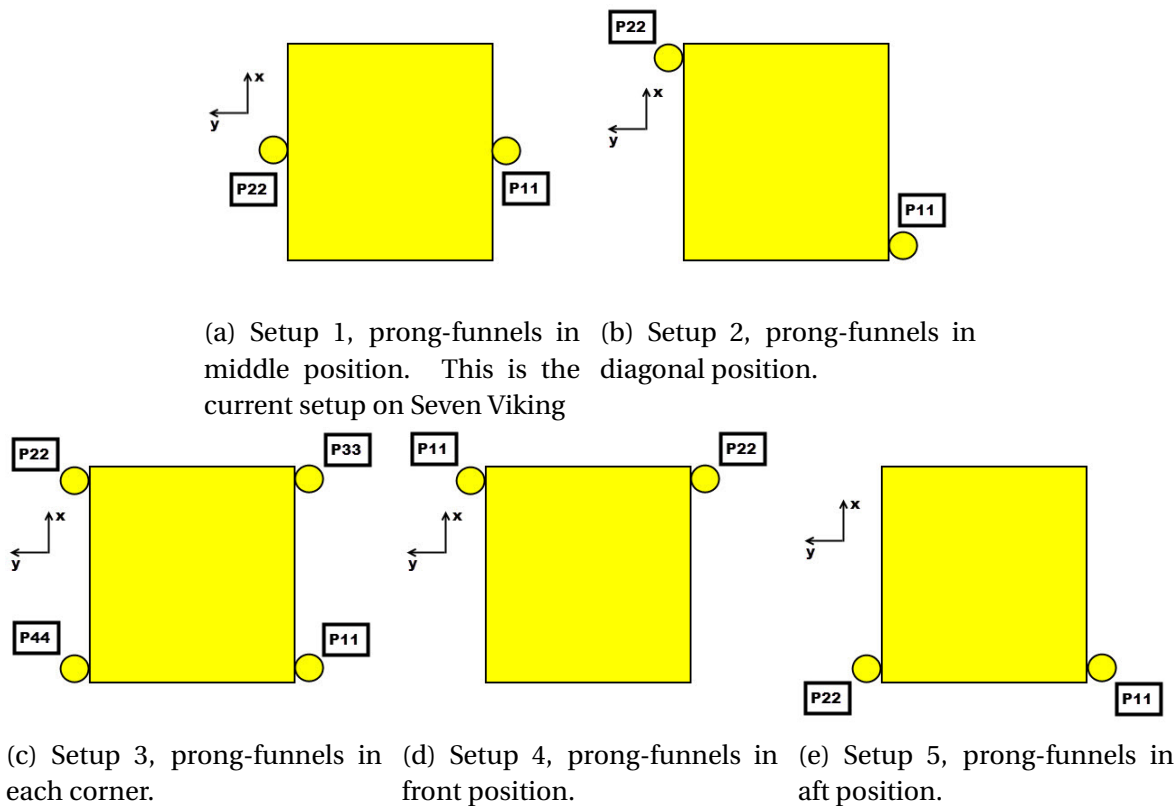 P22
x
y
P22
P11
P22
x
y
P11
(a) Setup 1, prong-funnels in
middle position. This is the
current setup on Seven Viking
(b) Setup 2, prong-funnels in
diagonal position.
P22
P33
x
y
P44
P11
P11
P22
x
y
x
y
P22
P11
(c) Setup 3, prong-funnels in
each corner.
(d) Setup 4, prong-funnels in
front position.
(e) Setup 5, prong-funnels in
aft position.